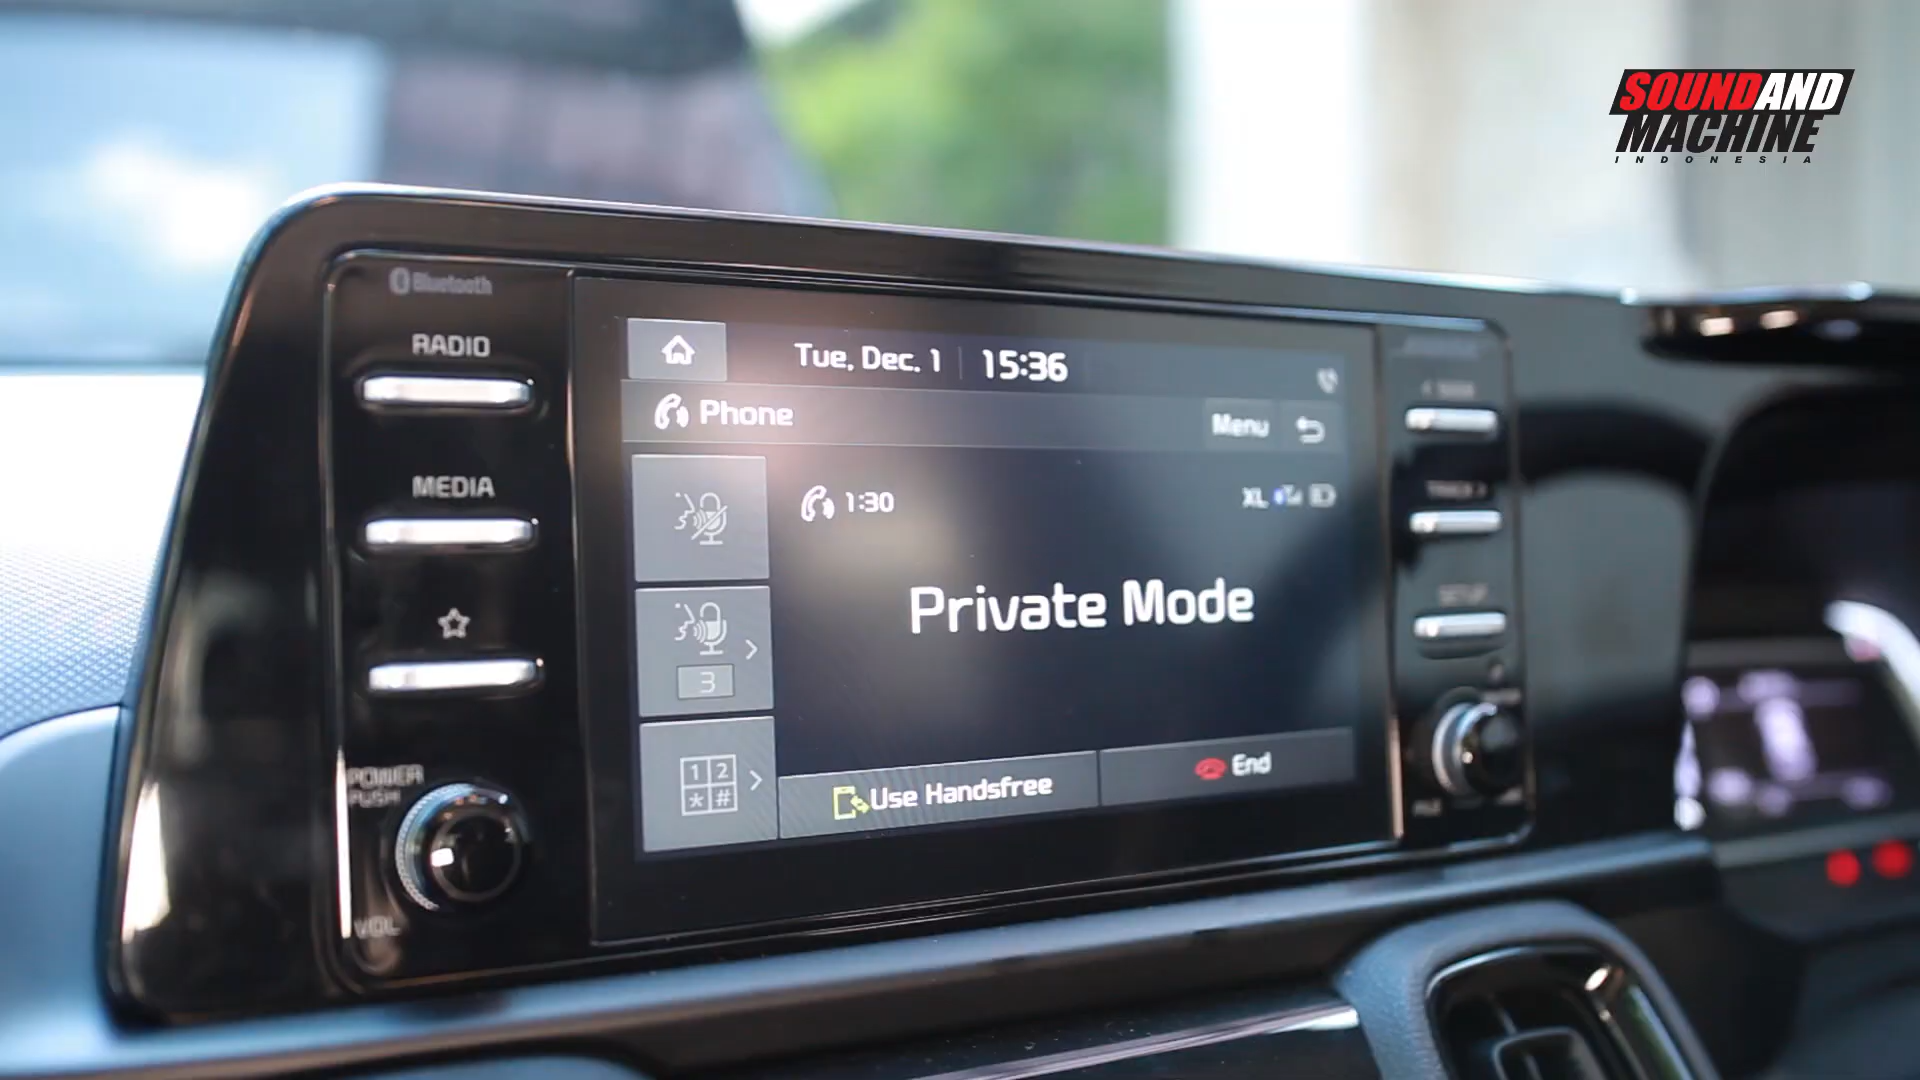 SOUNDAND
MACHINE
INDONESIA
Bluetooth
RADIO
MEDIA
POWER
PUSH
VOL
Tue, Dec. 1 15:36
Phone
Menu
1:30
XL
Private Mode
3
1 2
* #
Use Handsfree
End
TRACK >
SETUP